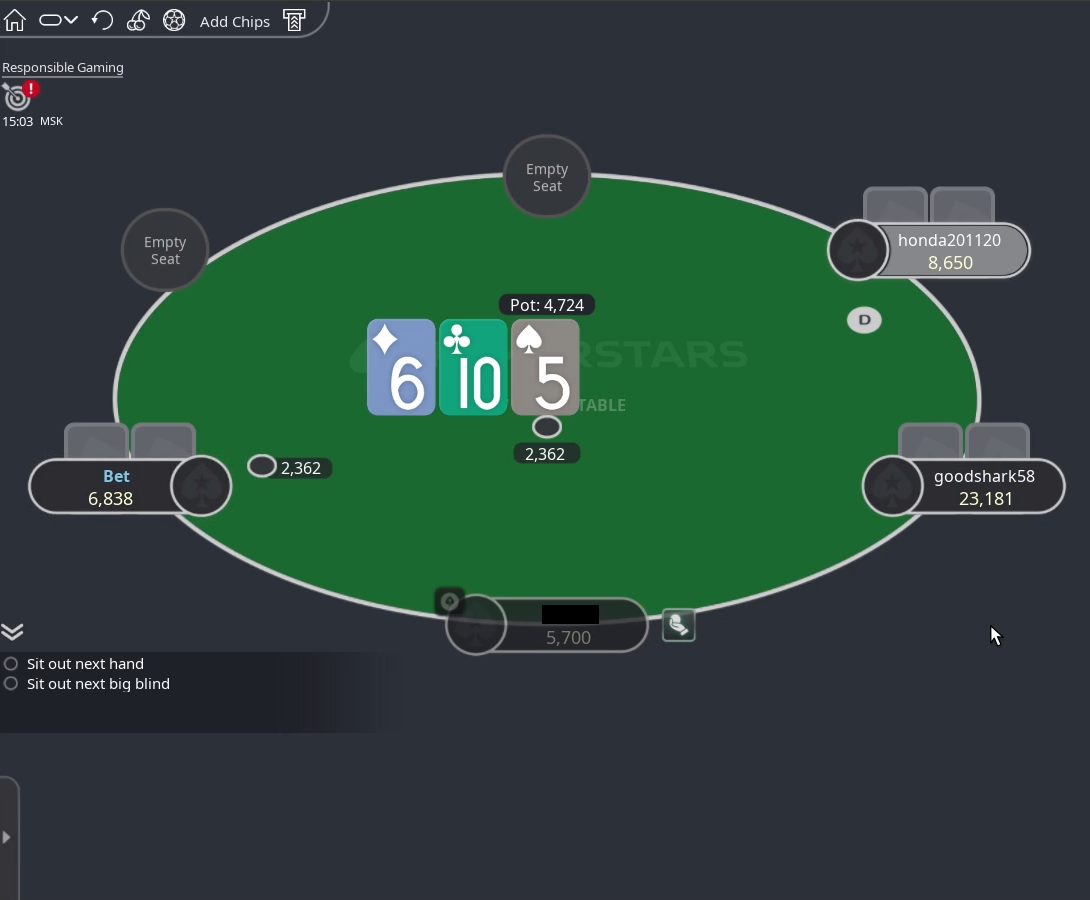 Add Chips
Responsible Gaming
!
15:03 MSK
Empty
Seat
Empty
Seat
honda201120
8,650
Pot: 4,724
D
6
10
5
STARS
TABLE
2,362
2,362
Bet
6,838
goodshark58
23,181
5,700
Sit out next hand
Sit out next big blind